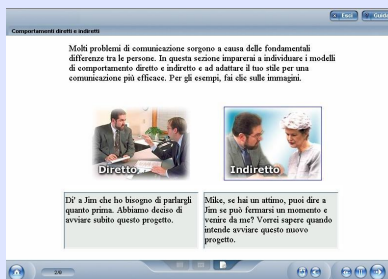 Esci
Guida
Comportamenti diretti e indiretti
Molti problemi di comunicazione sorgono a causa delle fondamentali
differenze tra le persone. In questa sezione imparerai a individuare i modelli
di comportamento diretto e indiretto e ad adattare il tuo stile per una
comunicazione più efficace. Per gli esempi, fai clic sulle immagini.
Diretto
Indiretto
Di' a Jim che ho bisogno di parlargli
quanto prima. Abbiamo deciso di
avviare subito questo progetto.
Mike, se hai un attimo, puoi dire a
Jim se può fermarsi un momento e
venire da me? Vorrei sapere quando
intende avviare questo nuovo
progetto.